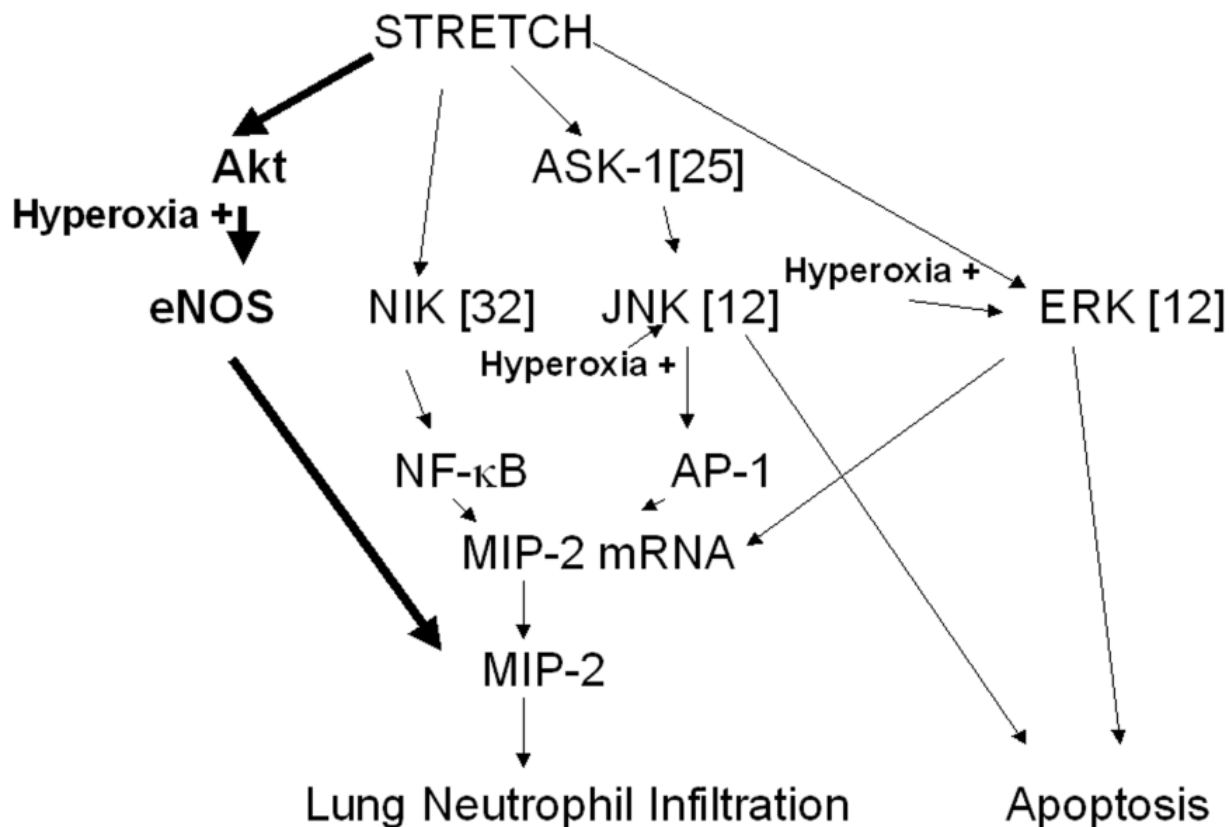 STRETCH
Akt
ASK-1[25]
Hyperoxia +
Hyperoxia +
eNOS
NIK [32]
JNK [12]
ERK [12]
Hyperoxia +
NF-κB
AP-1
MIP-2 mRNA
MIP-2
Lung Neutrophil Infiltration
Apoptosis